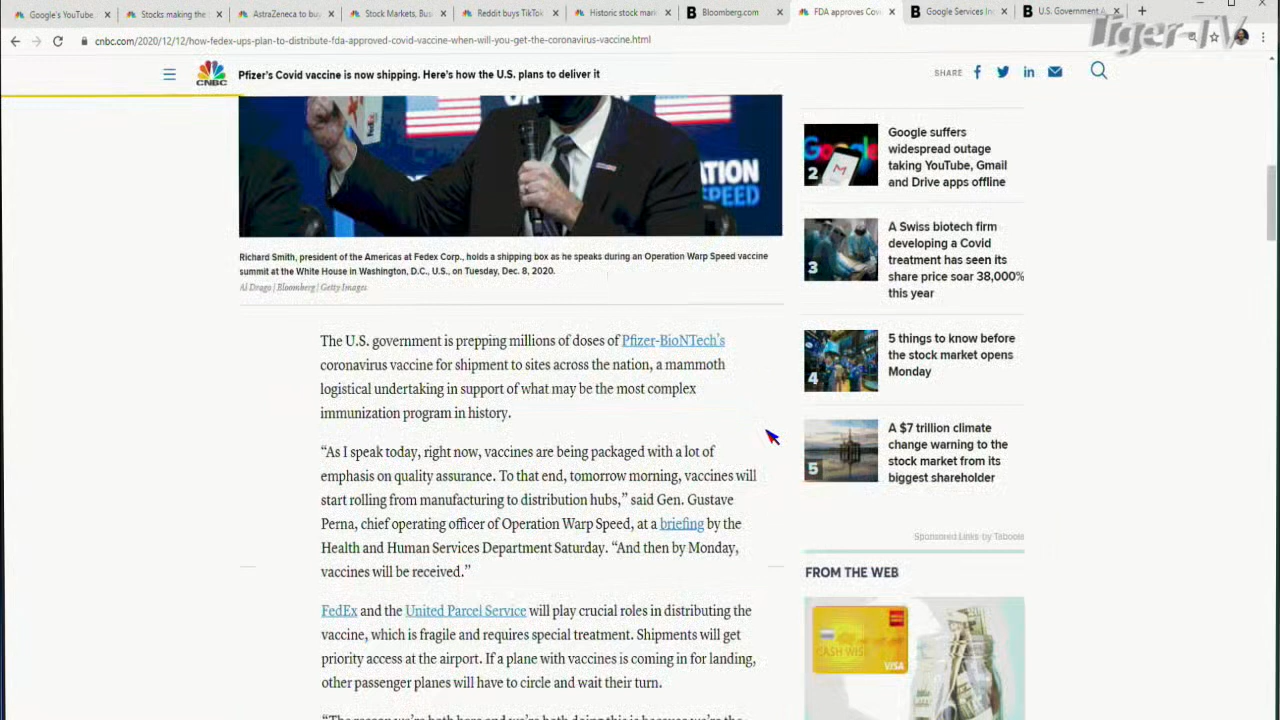 Google's YouTube,
Stocks making the
AstraZeneca to bu
Stock Markets, Bus
Reddit buys TikTok
Historic stock mar
Bloomberg.com
FDA approves Covi
Google Services In
U.S. Government A
Tiger-TV
cnbc.com/2020/12/12/how-fedex-ups-plan-to-distribute-fda-approved-covid-vaccine-when-will-you-get-the-coronavirus-vaccine.html
CNBC
Pfizer's Covid vaccine is now shipping. Here's how the U.S. plans to deliver it
SHARE
FedEx
ATION
SPEED
Richard Smith, president of the Americas at Fedex Corp., holds a shipping box as he speaks during an Operation Warp Speed vaccine
summit at the White House in Washington, D.C., U.S., on Tuesday, Dec. 8, 2020.
Al Drago | Bloomberg | Getty Images
The U.S. government is prepping millions of doses of Pfizer-BioNTech's
coronavirus vaccine for shipment to sites across the nation, a mammoth
logistical undertaking in support of what may be the most complex
immunization program in history.
“As I speak today, right now, vaccines are being packaged with a lot of
emphasis on quality assurance. To that end, tomorrow morning, vaccines will
start rolling from manufacturing to distribution hubs,” said Gen. Gustave
Perna, chief operating officer of Operation Warp Speed, at a briefing by the
Health and Human Services Department Saturday. “And then by Monday,
vaccines will be received.”
FedEx and the United Parcel Service will play crucial roles in distributing the
vaccine, which is fragile and requires special treatment. Shipments will get
priority access at the airport. If a plane with vaccines is coming in for landing,
other passenger planes will have to circle and wait their turn.
2
Google suffers
widespread outage
taking YouTube, Gmail
and Drive apps offline
3
A Swiss biotech firm
developing a Covid
treatment has seen its
share price soar 38,000%
this year
4
5 things to know before
the stock market opens
Monday
5
A $7 trillion climate
change warning to the
stock market from its
biggest shareholder
Sponsored Links by Taboola
FROM THE WEB
CASH WISE
VISA